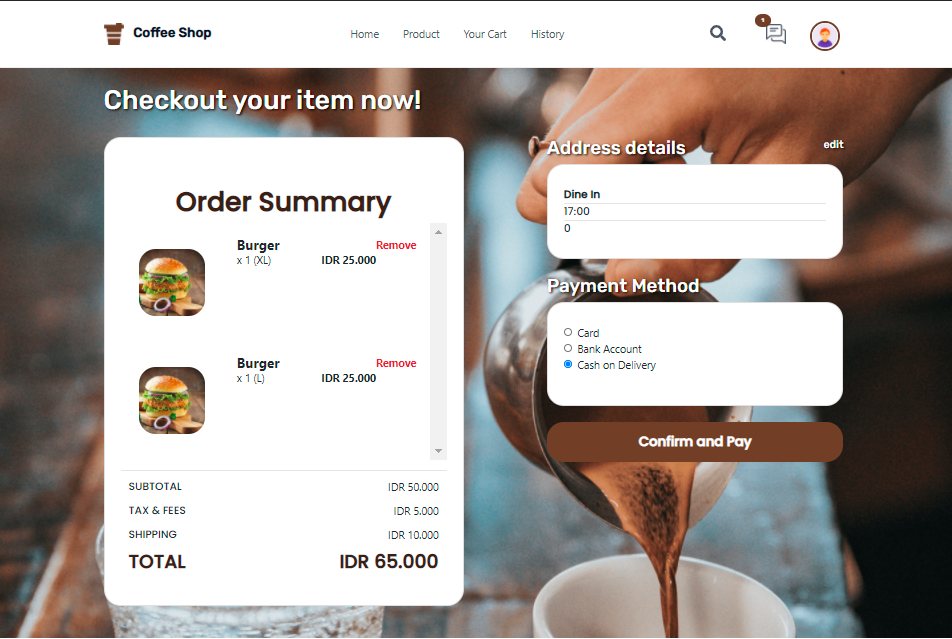 Coffee Shop
Home Product Your Cart History
1
Checkout your item now!
Order Summary
Burger Remove
x 1 (XL) IDR 25.000
Burger Remove
x 1 (L) IDR 25.000
SUBTOTAL IDR 50.000
TAX & FEES IDR 5.000
SHIPPING IDR 10.000
TOTAL IDR 65.000
Address details edit
Dine In
17:00
0
Payment Method
Card
Bank Account
Cash on Delivery
Confirm and Pay